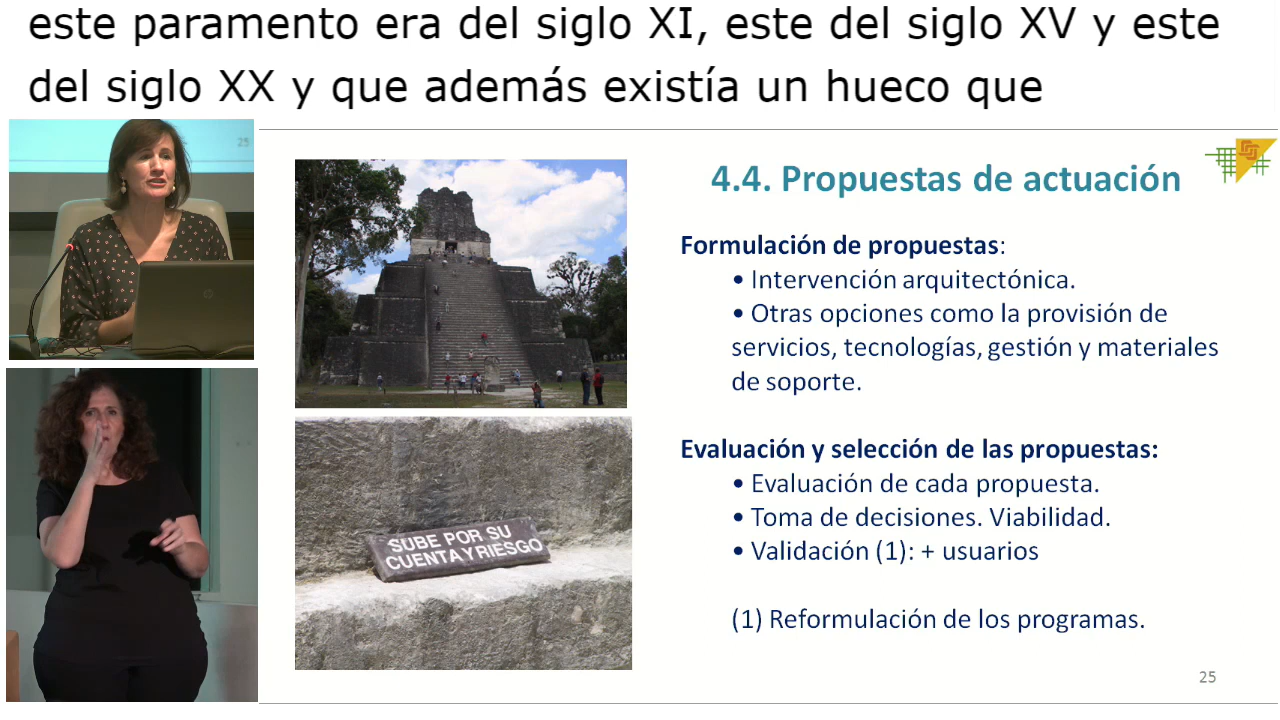 este paramento era del siglo XI, este del siglo XV y este
del siglo XX y que además existía un hueco que
25
4.4. Propuestas de actuación
Formulación de propuestas:
• Intervención arquitectónica.
• Otras opciones como la provisión de
servicios, tecnologías, gestión y materiales
de soporte.
SUBE POR SU
CUENTA Y RIESGO
Evaluación y selección de las propuestas:
• Evaluación de cada propuesta.
• Toma de decisiones. Viabilidad.
• Validación (1): + usuarios
(1) Reformulación de los programas.
25